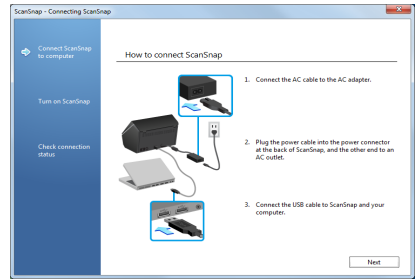 ScanSnap - Connecting ScanSnap
Connect ScanSnap
to computer
Turn on ScanSnap
Check connection
status
How to connect ScanSnap
1. Connect the AC cable to the AC adapter.
2. Plug the power cable into the power connector
at the back of ScanSnap, and the other end to an
AC outlet.
3. Connect the USB cable to ScanSnap and your
computer.
Next